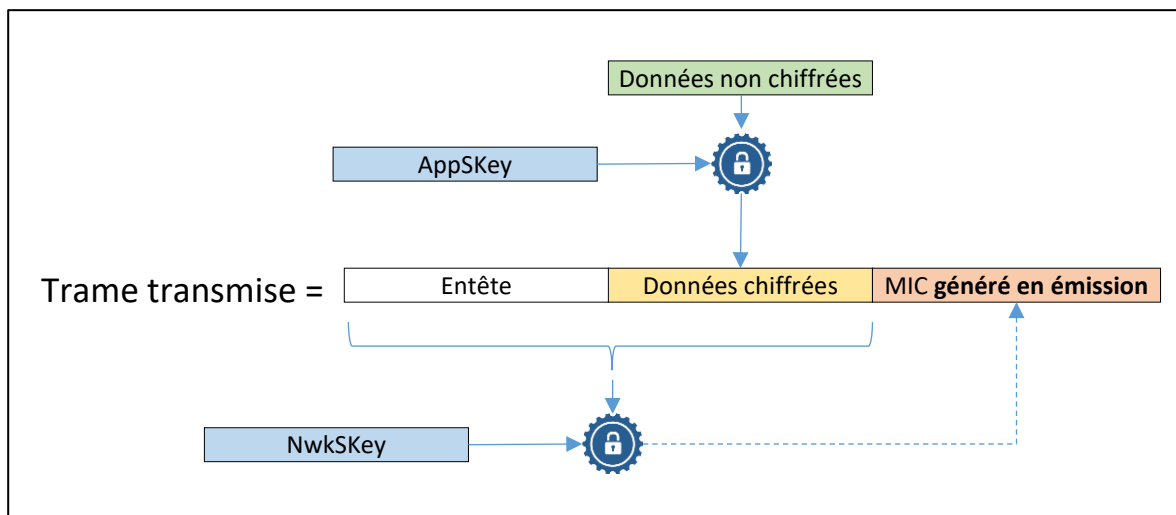 Données non chiffrées
AppSKey
Trame transmise =
Entête
Données chiffrées
MIC généré en émission
NwkSKey